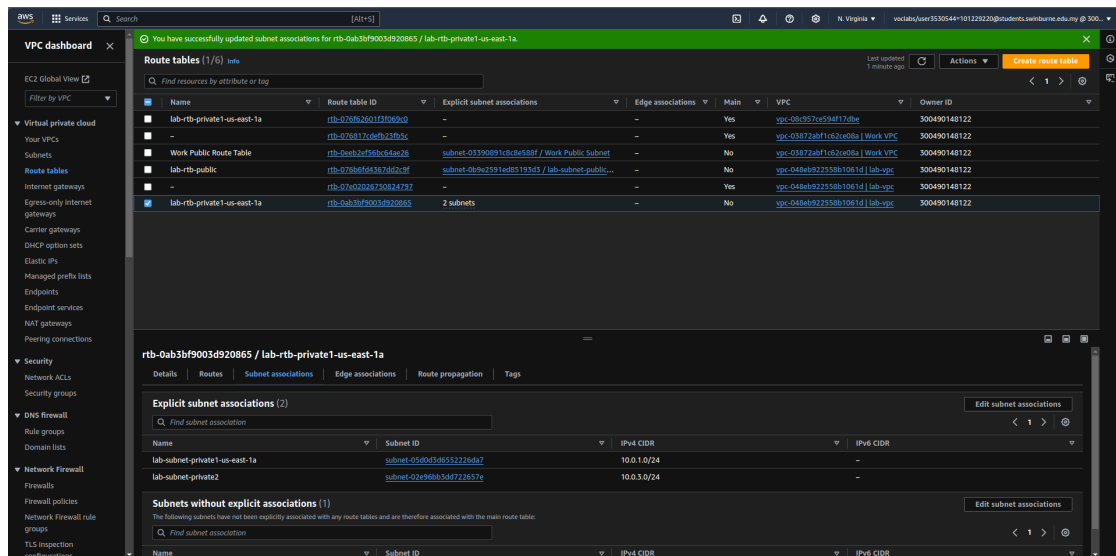 aws Services Search [Alt+S] N. Virginia voclabs/user3530544=101229220@students.swinburne.edu.my @ 300...
VPC dashboard
EC2 Global View
Filter by VPC
Virtual private cloud
Your VPCs
Subnets
Route tables
Internet gateways
Egress-only internet
gateways
Carrier gateways
DHCP option sets
Elastic IPs
Managed prefix lists
Endpoints
Endpoint services
NAT gateways
Peering connections
Security
Network ACLs
Security groups
DNS firewall
Rule groups
Domain lists
Network Firewall
Firewalls
Firewall policies
Network Firewall rule
groups
TLS inspection
configurations
You have successfully updated subnet associations for rtb-0ab3bf9003d920865 / lab-rtb-private1-us-east-1a.
Route tables (1/6) Info
Last updated
1 minute ago
Actions Create route table
Find resources by attribute or tag
1
Name Route table ID Explicit subnet associations Edge associations Main VPC Owner ID
lab-rtb-private1-us-east-1a rtb-076f62601f3f069c0 – – Yes vpc-08c957ce594f17dbe 300490148122
– rtb-076817cdefb23fb5c – – Yes vpc-03872abf1c62ce08a | Work VPC 300490148122
Work Public Route Table rtb-0eeb2ef56bc64ae26 subnet-03390891c8c8e588f / Work Public Subnet – No vpc-03872abf1c62ce08a | Work VPC 300490148122
lab-rtb-public rtb-076b6fd4367dd2c9f subnet-0b9e2591ed85193d3 / lab-subnet-public... – No vpc-048eb922558b1061d | lab-vpc 300490148122
– rtb-07e02026750824797 – – Yes vpc-048eb922558b1061d | lab-vpc 300490148122
lab-rtb-private1-us-east-1a rtb-0ab3bf9003d920865 2 subnets – No vpc-048eb922558b1061d | lab-vpc 300490148122
rtb-0ab3bf9003d920865 / lab-rtb-private1-us-east-1a
Details Routes Subnet associations Edge associations Route propagation Tags
Explicit subnet associations (2) Edit subnet associations
Find subnet association
1
Name Subnet ID IPv4 CIDR IPv6 CIDR
lab-subnet-private1-us-east-1a subnet-05d0d3d6552226da7 10.0.1.0/24 –
lab-subnet-private2 subnet-02e96bb3dd722657e 10.0.3.0/24 –
Subnets without explicit associations (1) Edit subnet associations
The following subnets have not been explicitly associated with any route tables and are therefore associated with the main route table:
Find subnet association
1
Name Subnet ID IPv4 CIDR IPv6 CIDR